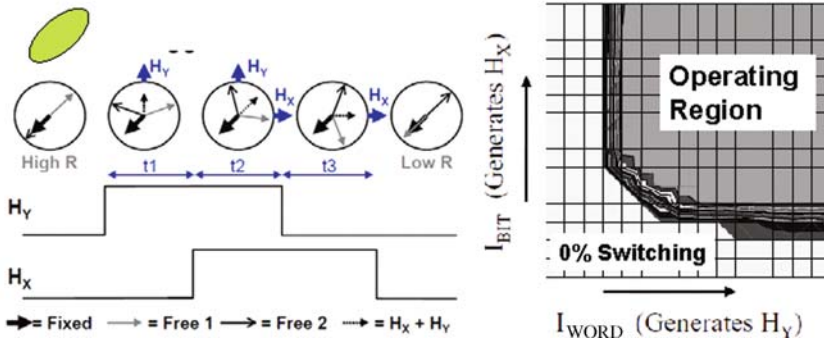 H_Y
H_Y
H_X
H_X
High R
Low R
t1
t2
t3
H_Y
H_X
= Fixed
= Free 1
= Free 2
= H_X + H_Y
I_BIT (Generates H_X)
Operating
Region
0% Switching
I_WORD (Generates H_Y)